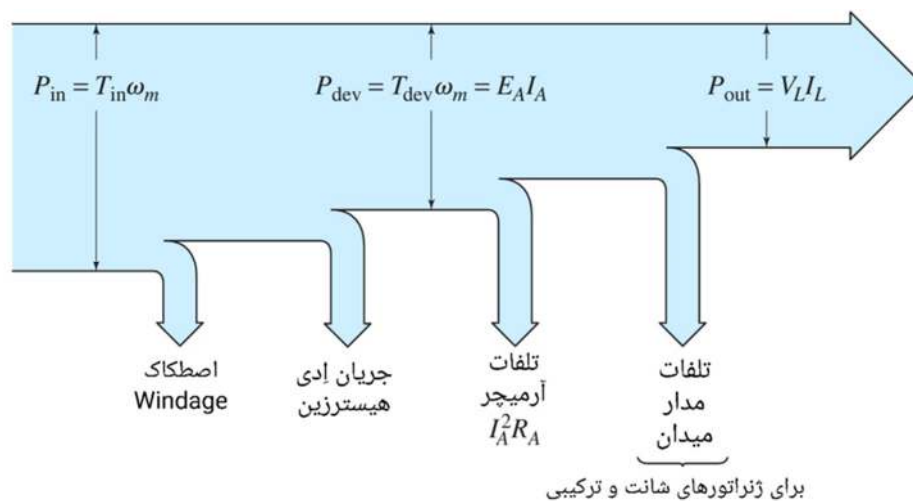 P_in = T_in ω_m
P_dev = T_dev ω_m = E_A I_A
P_out = V_L I_L
اصطکاک
Windage
جریان اِدی
هیسترزین
تلفات
آرمیچر
I_A^2 R_A
تلفات
مدار
میدان
برای ژنراتورهای شانت و ترکیبی